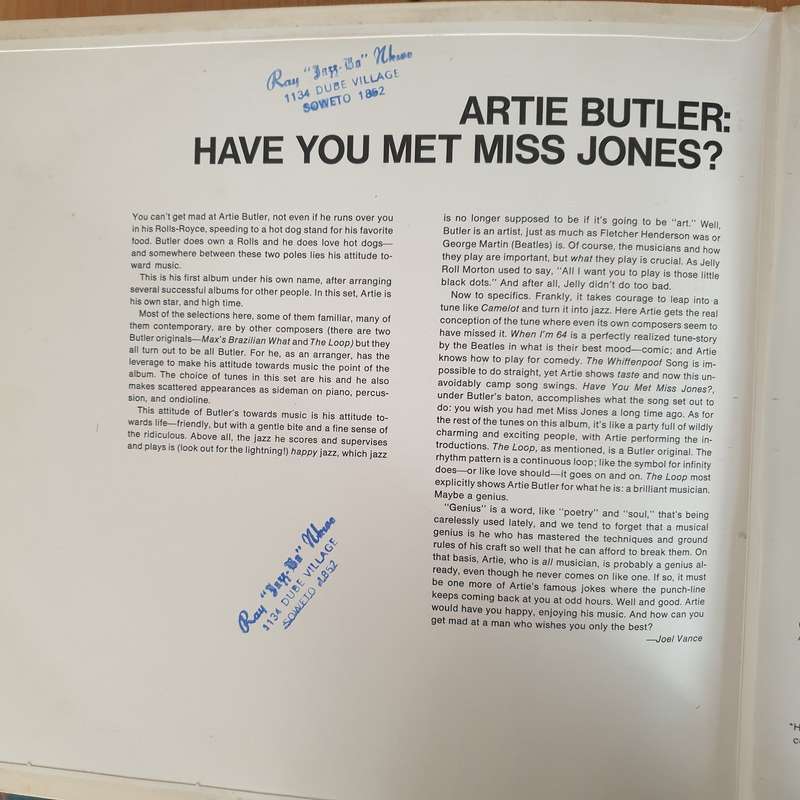 Ray "Jazz-Ba" Nkwe
1134 DUBE VILLAGE
SOWETO 1852
ARTIE BUTLER:
HAVE YOU MET MISS JONES?
You can't get mad at Artie Butler, not even if he runs over you
in his Rolls-Royce, speeding to a hot dog stand for his favorite
food. Butler does own a Rolls and he does love hot dogs—
and somewhere between these two poles lies his attitude to-
ward music.
This is his first album under his own name, after arranging
several successful albums for other people. In this set, Artie is
his own star, and high time.
Most of the selections here, some of them familiar, many of
them contemporary, are by other composers (there are two
Butler originals—Max's Brazilian What and The Loop) but they
all turn out to be all Butler. For he, as an arranger, has the
leverage to make his attitude towards music the point of the
album. The choice of tunes in this set are his and he also
makes scattered appearances as sideman on piano, percus-
sion, and ondioline.
This attitude of Butler's towards music is his attitude to-
wards life—friendly, but with a gentle bite and a fine sense of
the ridiculous. Above all, the jazz he scores and supervises
and plays is (look out for the lightning!) happy jazz, which jazz
is no longer supposed to be if it's going to be "art." Well,
Butler is an artist, just as much as Fletcher Henderson was or
George Martin (Beatles) is. Of course, the musicians and how
they play are important, but what they play is crucial. As Jelly
Roll Morton used to say, "All I want you to play is those little
black dots." And after all, Jelly didn't do too bad.
Now to specifics. Frankly, it takes courage to leap into a
tune like Camelot and turn it into jazz. Here Artie gets the real
conception of the tune where even its own composers seem to
have missed it. When I'm 64 is a perfectly realized tune-story
by the Beatles in what is their best mood—comic; and Artie
knows how to play for comedy. The Whiffenpoof Song is im-
possible to do straight, yet Artie shows taste and now this un-
avoidably camp song swings. Have You Met Miss Jones?,
under Butler's baton, accomplishes what the song set out to
do: you wish you had met Miss Jones a long time ago. As for
the rest of the tunes on this album, it's like a party full of wildly
charming and exciting people, with Artie performing the in-
troductions. The Loop, as mentioned, is a Butler original. The
rhythm pattern is a continuous loop; like the symbol for infinity
does—or like love should—it goes on and on. The Loop most
explicitly shows Artie Butler for what he is: a brilliant musician.
Maybe a genius.
"Genius" is a word, like "poetry" and "soul," that's being
carelessly used lately, and we tend to forget that a musical
genius is he who has mastered the techniques and ground
rules of his craft so well that he can afford to break them. On
that basis, Artie, who is all musician, is probably a genius al-
ready, even though he never comes on like one. If so, it must
be one more of Artie's famous jokes where the punch-line
keeps coming back at you at odd hours. Well and good. Artie
would have you happy, enjoying his music. And how can you
get mad at a man who wishes you only the best?
—Joel Vance
Ray "Jazz-Ba" Nkwe
1134 DUBE VILLAGE
SOWETO 1852